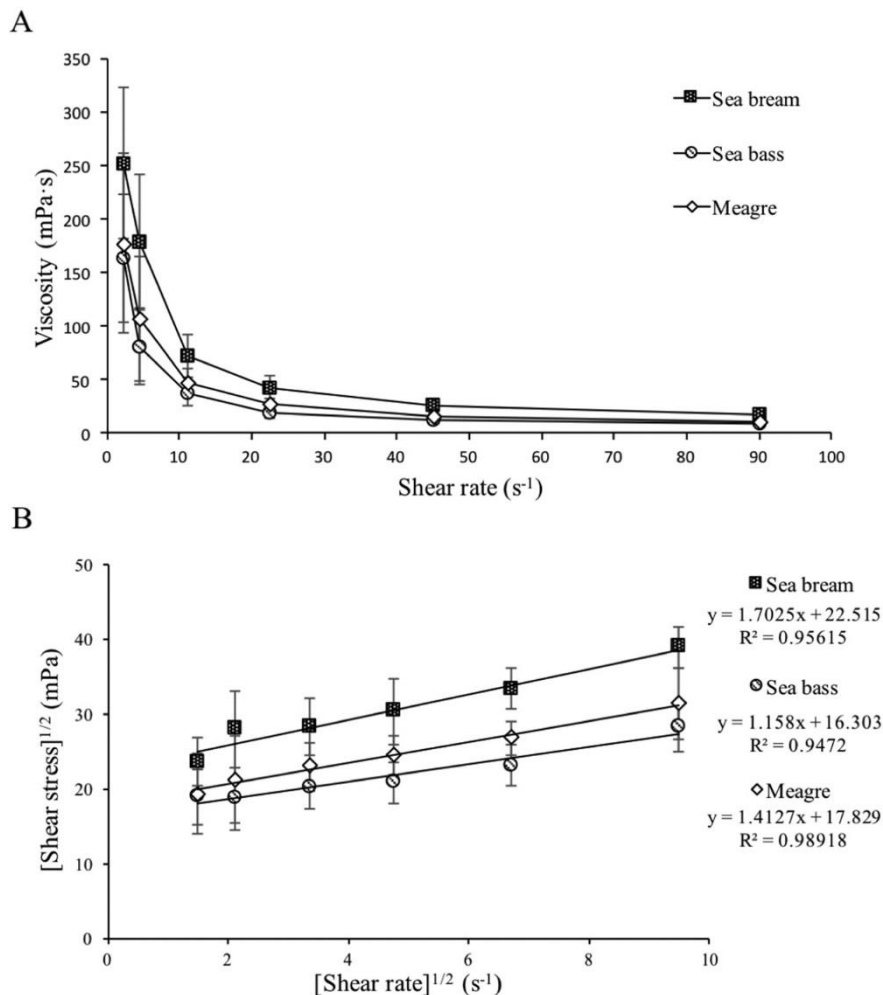 A
350
300
250
200
150
100
50
0
Viscosity (mPa·s)
0 10 20 30 40 50 60 70 80 90 100
Shear rate (s-1)
Sea bream
Sea bass
Meagre
B
50
40
30
20
10
0
[Shear stress]1/2 (mPa)
0 2 4 6 8 10
[Shear rate]1/2 (s-1)
Sea bream
y = 1.7025x + 22.515
R² = 0.95615
Sea bass
y = 1.158x + 16.303
R² = 0.9472
Meagre
y = 1.4127x + 17.829
R² = 0.98918